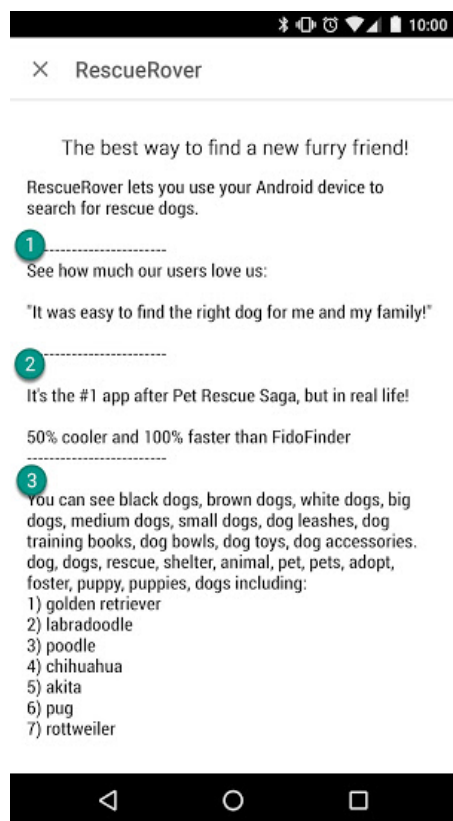 10:00
× RescueRover
The best way to find a new furry friend!
RescueRover lets you use your Android device to
search for rescue dogs.
1 ----------------------
See how much our users love us:
"It was easy to find the right dog for me and my family!"
----------------------
2
It's the #1 app after Pet Rescue Saga, but in real life!
50% cooler and 100% faster than FidoFinder
-------------------------
3
You can see black dogs, brown dogs, white dogs, big
dogs, medium dogs, small dogs, dog leashes, dog
training books, dog bowls, dog toys, dog accessories.
dog, dogs, rescue, shelter, animal, pet, pets, adopt,
foster, puppy, puppies, dogs including:
1) golden retriever
2) labradoodle
3) poodle
4) chihuahua
5) akita
6) pug
7) rottweiler